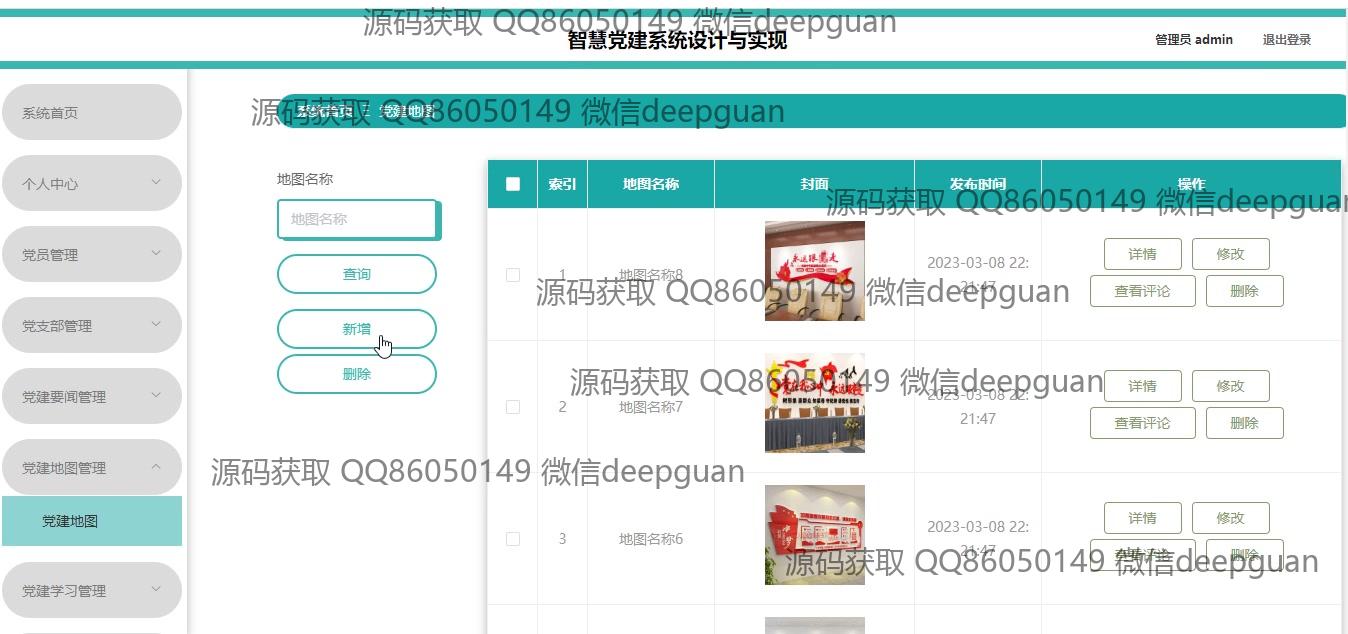 源码获取 QQ86050149 微信deepguan
智慧党建系统设计与实现
管理员 admin
退出登录
系统首页
个人中心
党员管理
党支部管理
党建要闻管理
党建地图管理
党建地图
党建学习管理
源码获取 QQ86050149 微信deepguan
系统首页
党建地图
地图名称
地图名称
查询
新增
删除
索引 地图名称 封面 发布时间 操作
源码获取 QQ86050149 微信deepguan
1 地图名称8 2023-03-08 22:
21:47
详情 修改
查看评论 删除
源码获取 QQ86050149 微信deepguan
2 地图名称7 2023-03-08 22:
21:47
详情 修改
查看评论 删除
源码获取 QQ86050149 微信deepguan
源码获取 QQ86050149 微信deepguan
3 地图名称6 2023-03-08 22:
21:47
详情 修改
查看评论 删除
源码获取 QQ86050149 微信deepguan